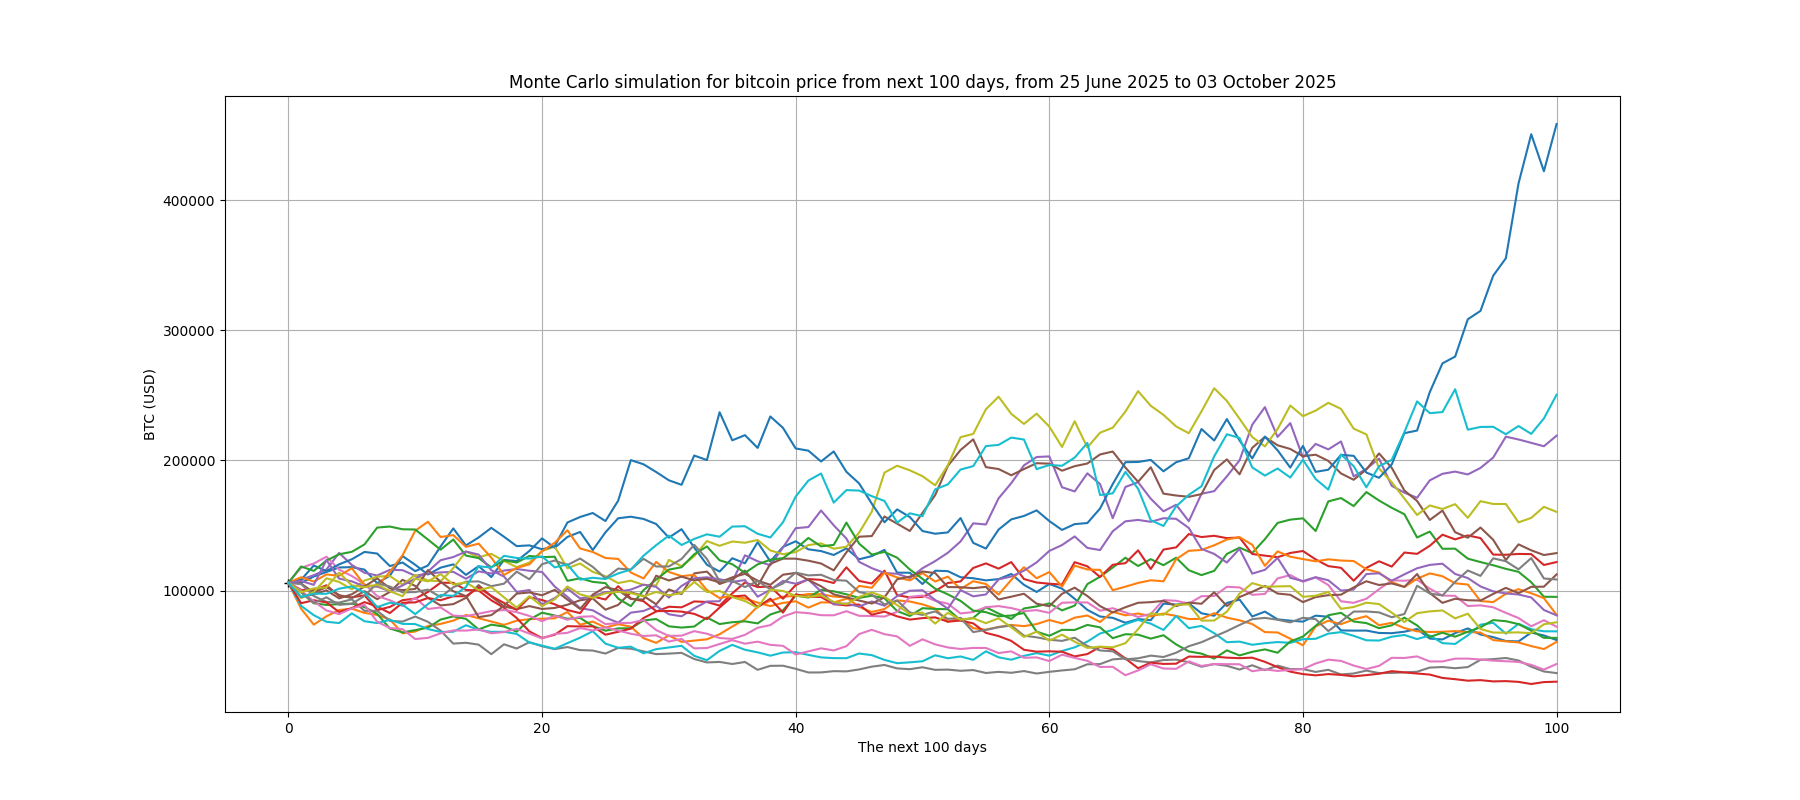 Monte Carlo simulation for bitcoin price from next 100 days, from 25 June 2025 to 03 October 2025
BTC (USD)
400000
300000
200000
100000
0 20 40 60 80 100
The next 100 days